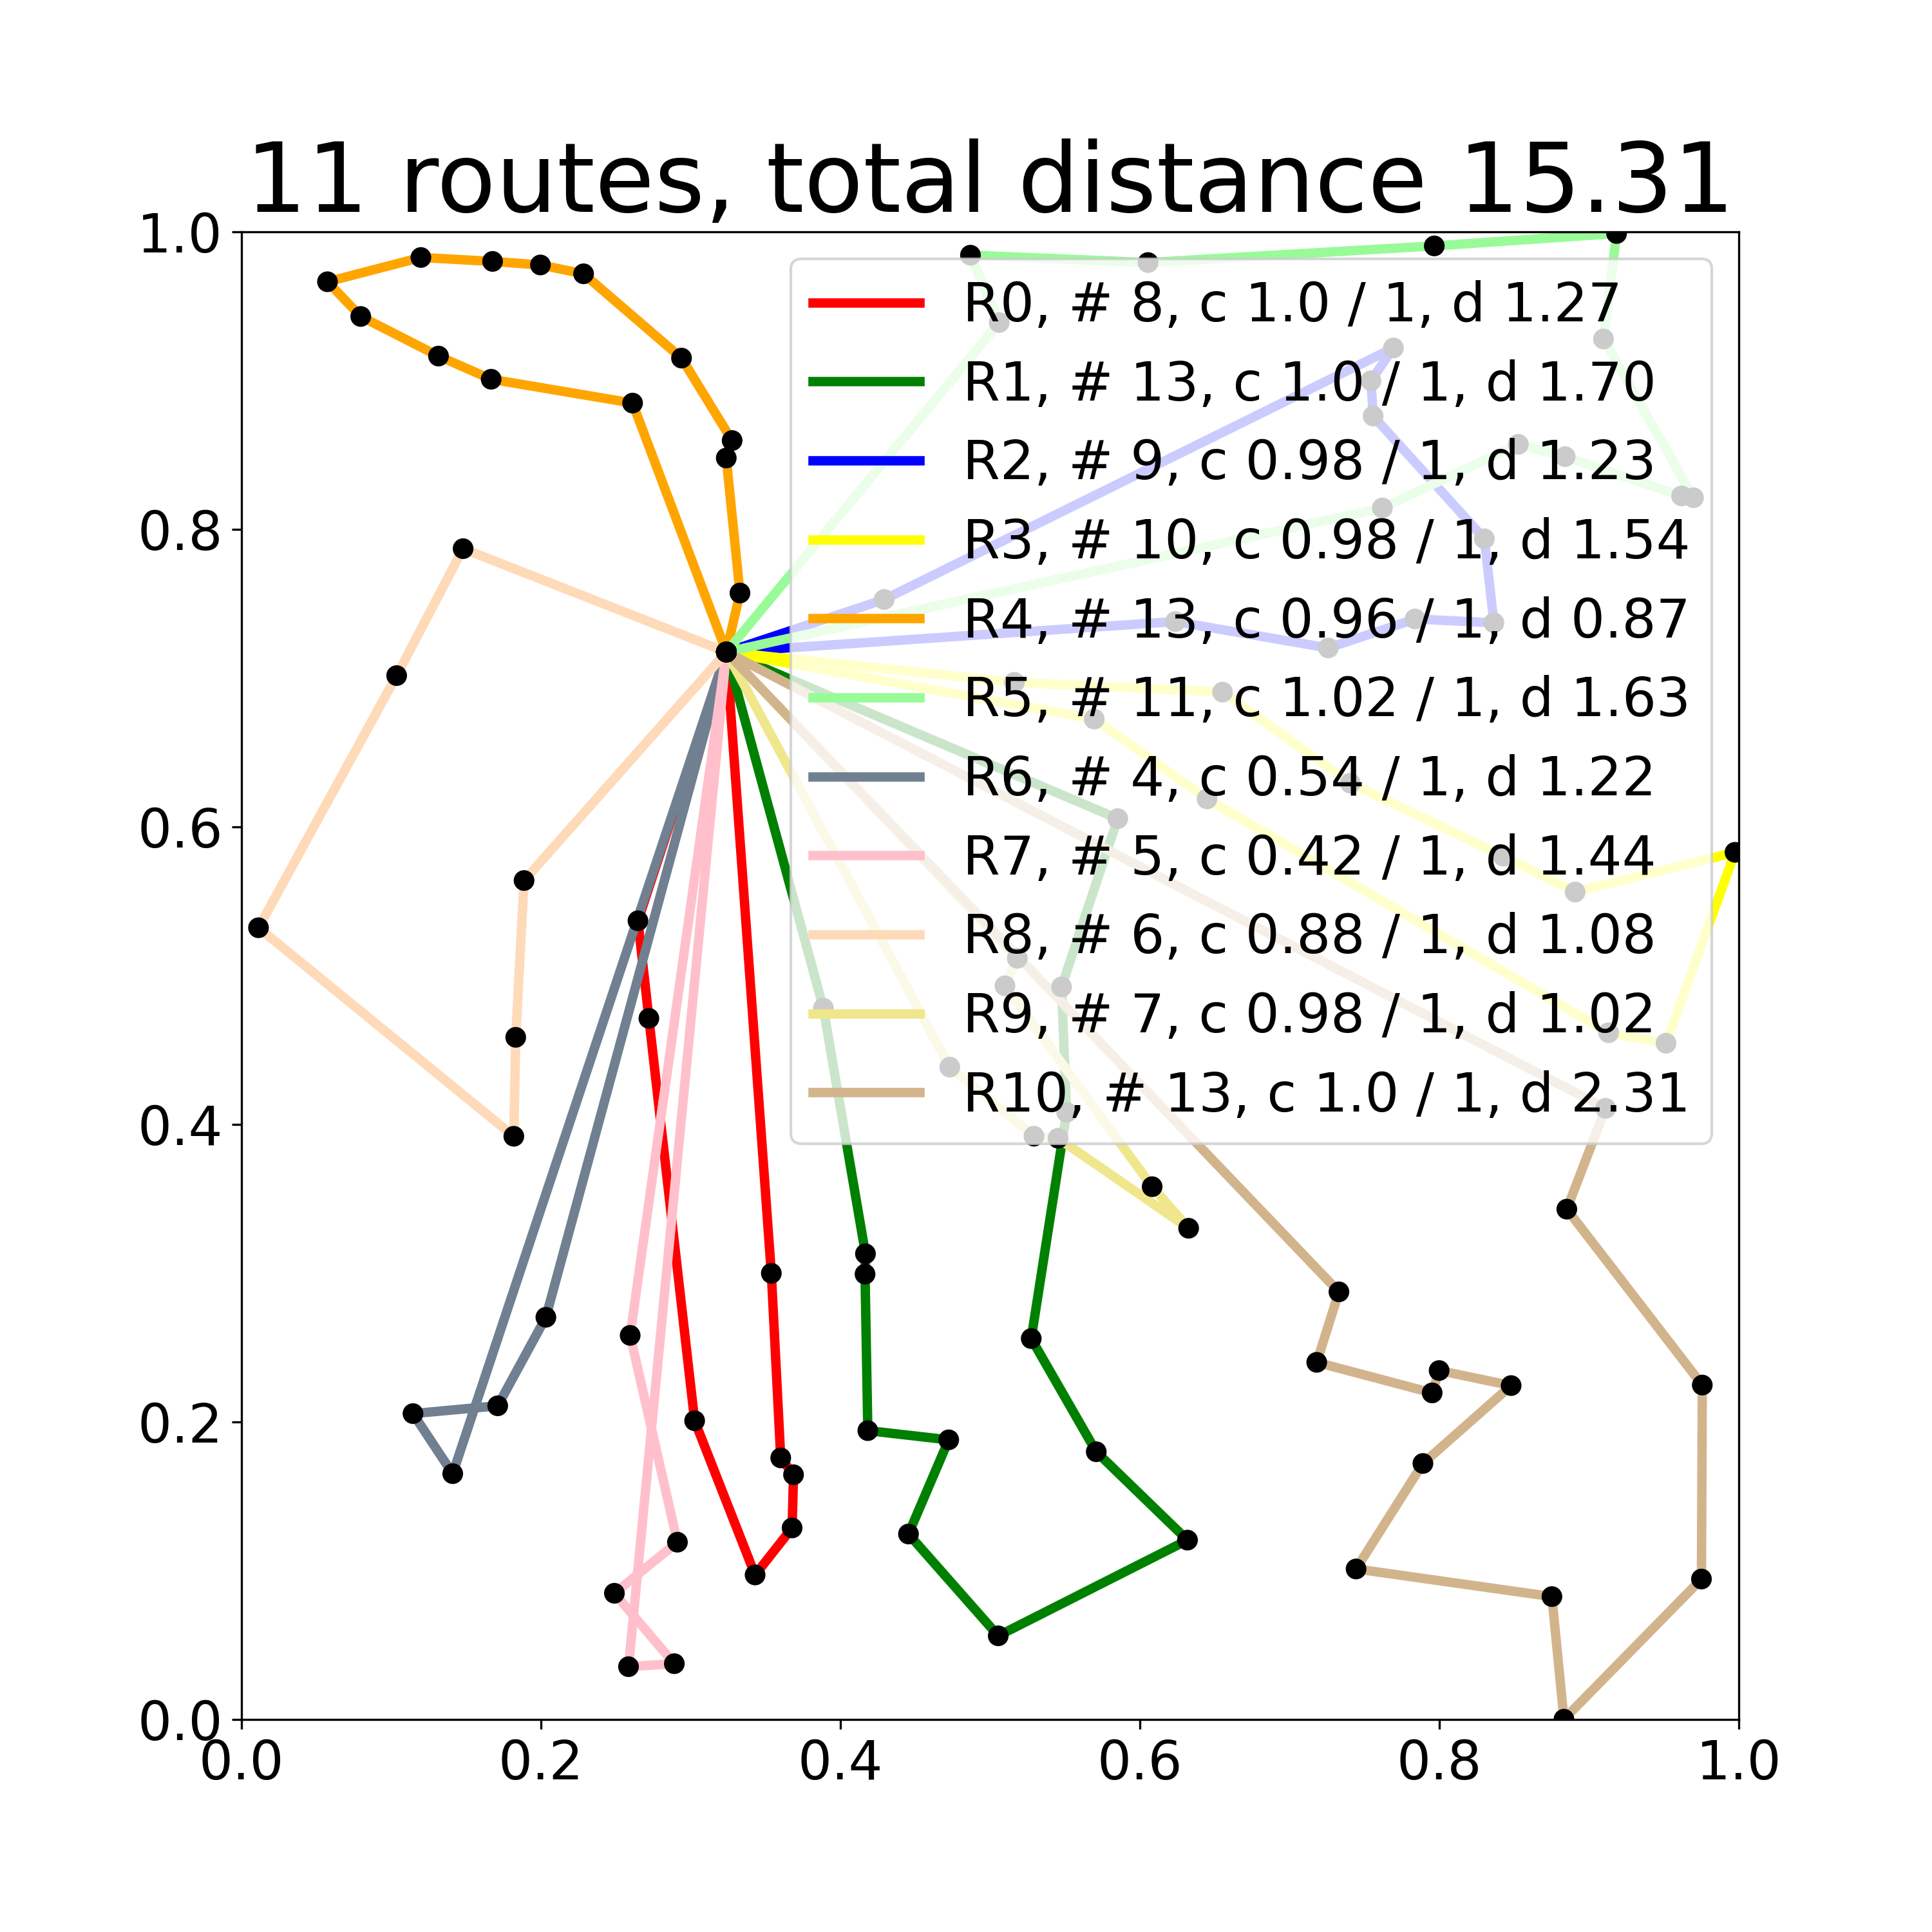 11 routes, total distance 15.31
1.0
0.8
0.6
0.4
0.2
0.0
R0, # 8, c 1.0 / 1, d 1.27
R1, # 13, c 1.0 / 1, d 1.70
R2, # 9, c 0.98 / 1, d 1.23
R3, # 10, c 0.98 / 1, d 1.54
R4, # 13, c 0.96 / 1, d 0.87
R5, # 11, c 1.02 / 1, d 1.63
R6, # 4, c 0.54 / 1, d 1.22
R7, # 5, c 0.42 / 1, d 1.44
R8, # 6, c 0.88 / 1, d 1.08
R9, # 7, c 0.98 / 1, d 1.02
R10, # 13, c 1.0 / 1, d 2.31
0.0 0.2 0.4 0.6 0.8 1.0